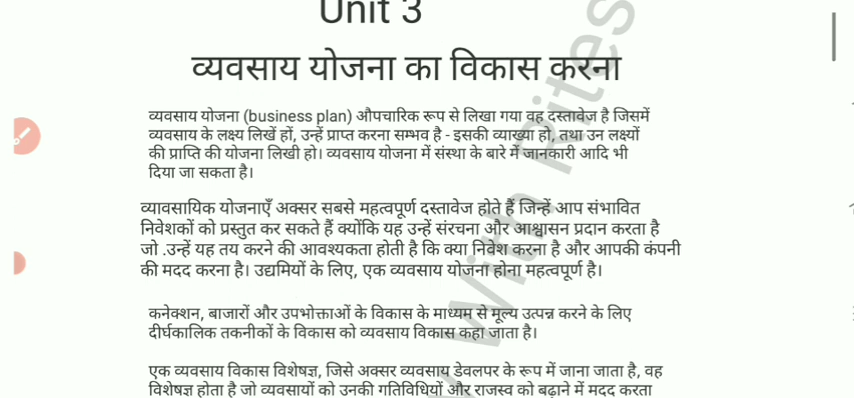 Unit 3
व्यवसाय योजना का विकास करना
व्यवसाय योजना (business plan) औपचारिक रूप से लिखा गया वह दस्तावेज है जिसमें
व्यवसाय के लक्ष्य लिखें हों, उन्हें प्राप्त करना सम्भव है - इसकी व्याख्या हो, तथा उन लक्ष्यों
की प्राप्ति की योजना लिखी हो। व्यवसाय योजना में संस्था के बारे में जानकारी आदि भी
दिया जा सकता है।
व्यावसायिक योजनाएँ अक्सर सबसे महत्वपूर्ण दस्तावेज होते हैं जिन्हें आप संभावित
निवेशकों को प्रस्तुत कर सकते हैं क्योंकि यह उन्हें संरचना और आश्वासन प्रदान करता है
जो .उन्हें यह तय करने की आवश्यकता होती है कि क्या निवेश करना है और आपकी कंपनी
की मदद करना है। उद्यमियों के लिए, एक व्यवसाय योजना होना महत्वपूर्ण है।
कनेक्शन, बाजारों और उपभोक्ताओं के विकास के माध्यम से मूल्य उत्पन्न करने के लिए
दीर्घकालिक तकनीकों के विकास को व्यवसाय विकास कहा जाता है।
एक व्यवसाय विकास विशेषज्ञ, जिसे अक्सर व्यवसाय डेवलपर के रूप में जाना जाता है, वह
विशेषज्ञ होता है जो व्यवसायों को उनकी गतिविधियों और राजस्व को बढ़ाने में मदद करता
With Rites